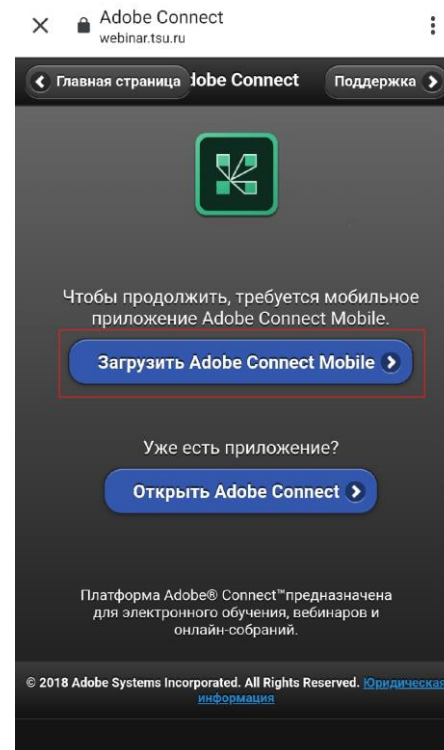 Adobe Connect
webinar.tsu.ru
Главная страница dobe Connect Поддержка
Чтобы продолжить, требуется мобильное
приложение Adobe Connect Mobile.
Загрузить Adobe Connect Mobile
Уже есть приложение?
Открыть Adobe Connect
Платформа Adobe® Connect™предназначена
для электронного обучения, вебинаров и
онлайн-собраний.
© 2018 Adobe Systems Incorporated. All Rights Reserved. Юридическая
информация